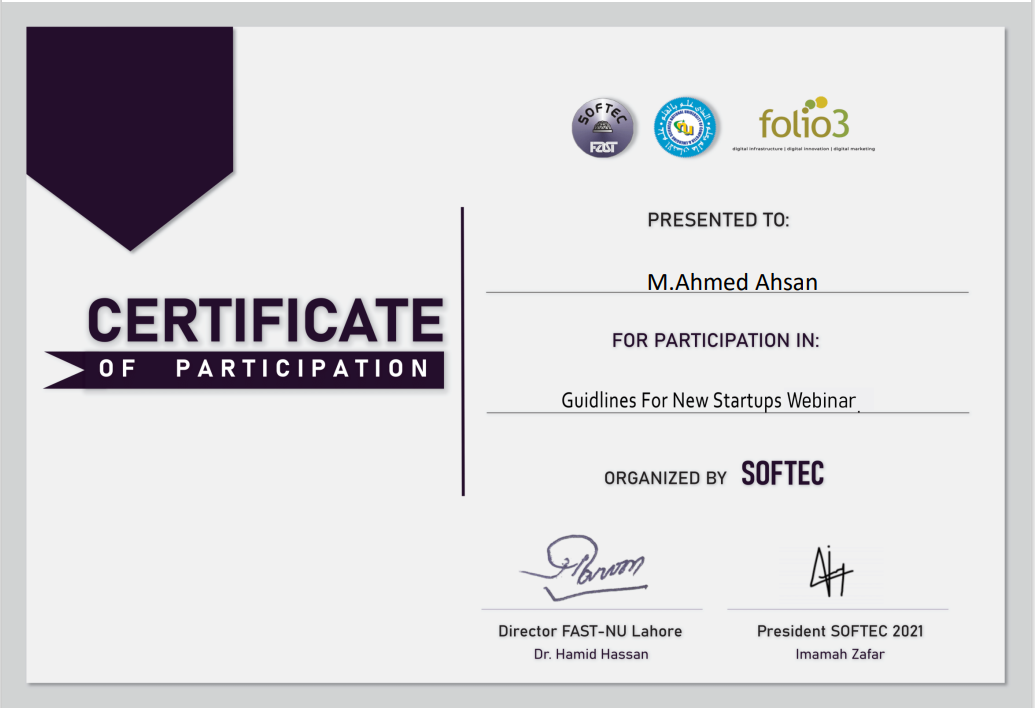 SOFTEC
FAST
folio3
digital infrastructure | digital innovation | digital marketing
PRESENTED TO:
M.Ahmed Ahsan
CERTIFICATE
OF PARTICIPATION
FOR PARTICIPATION IN:
Guidlines For New Startups Webinar.
ORGANIZED BY SOFTEC
Director FAST-NU Lahore
Dr. Hamid Hassan
President SOFTEC 2021
Imamah Zafar